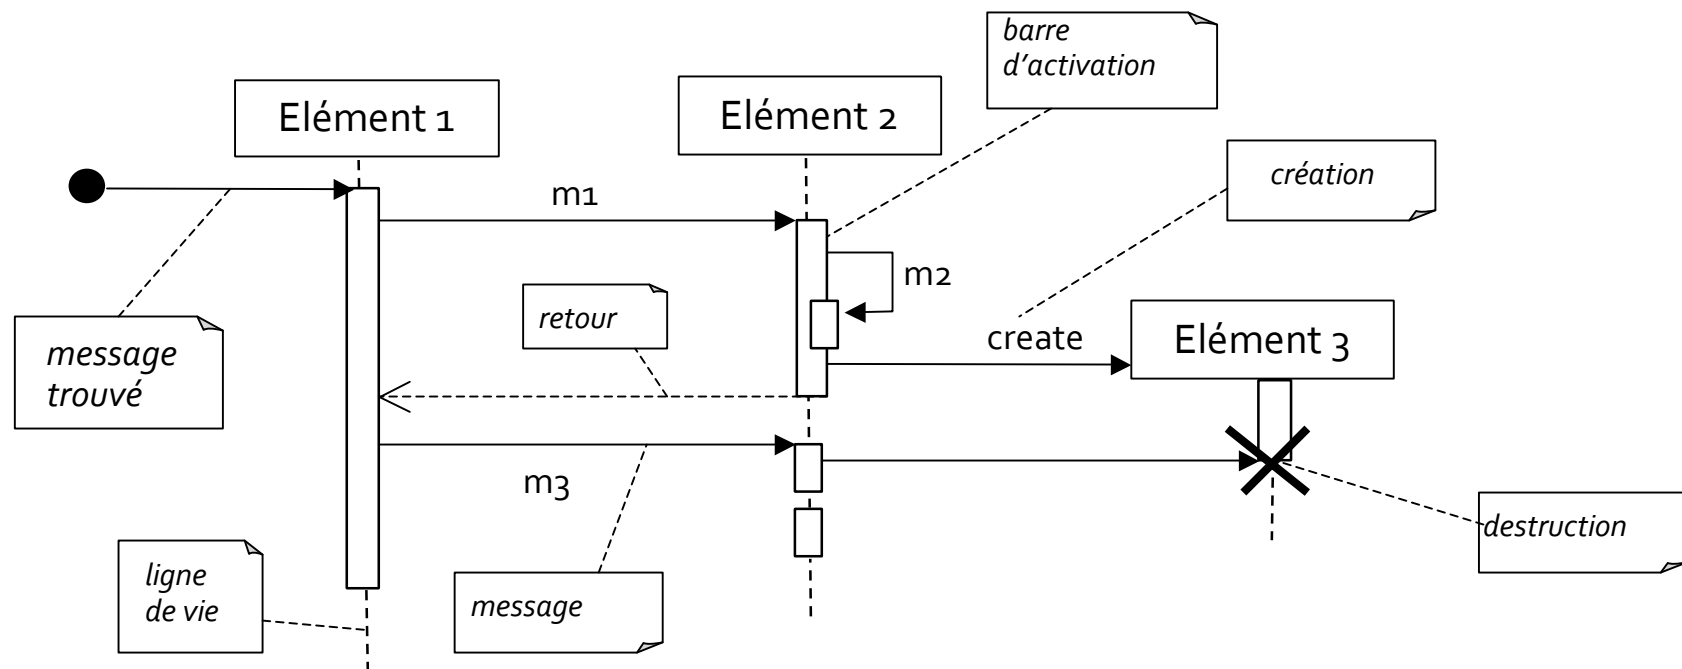 barre
d'activation
Elément 1
Elément 2
création
m1
m2
retour
create
Elément 3
message
trouvé
m3
destruction
ligne
de vie
message